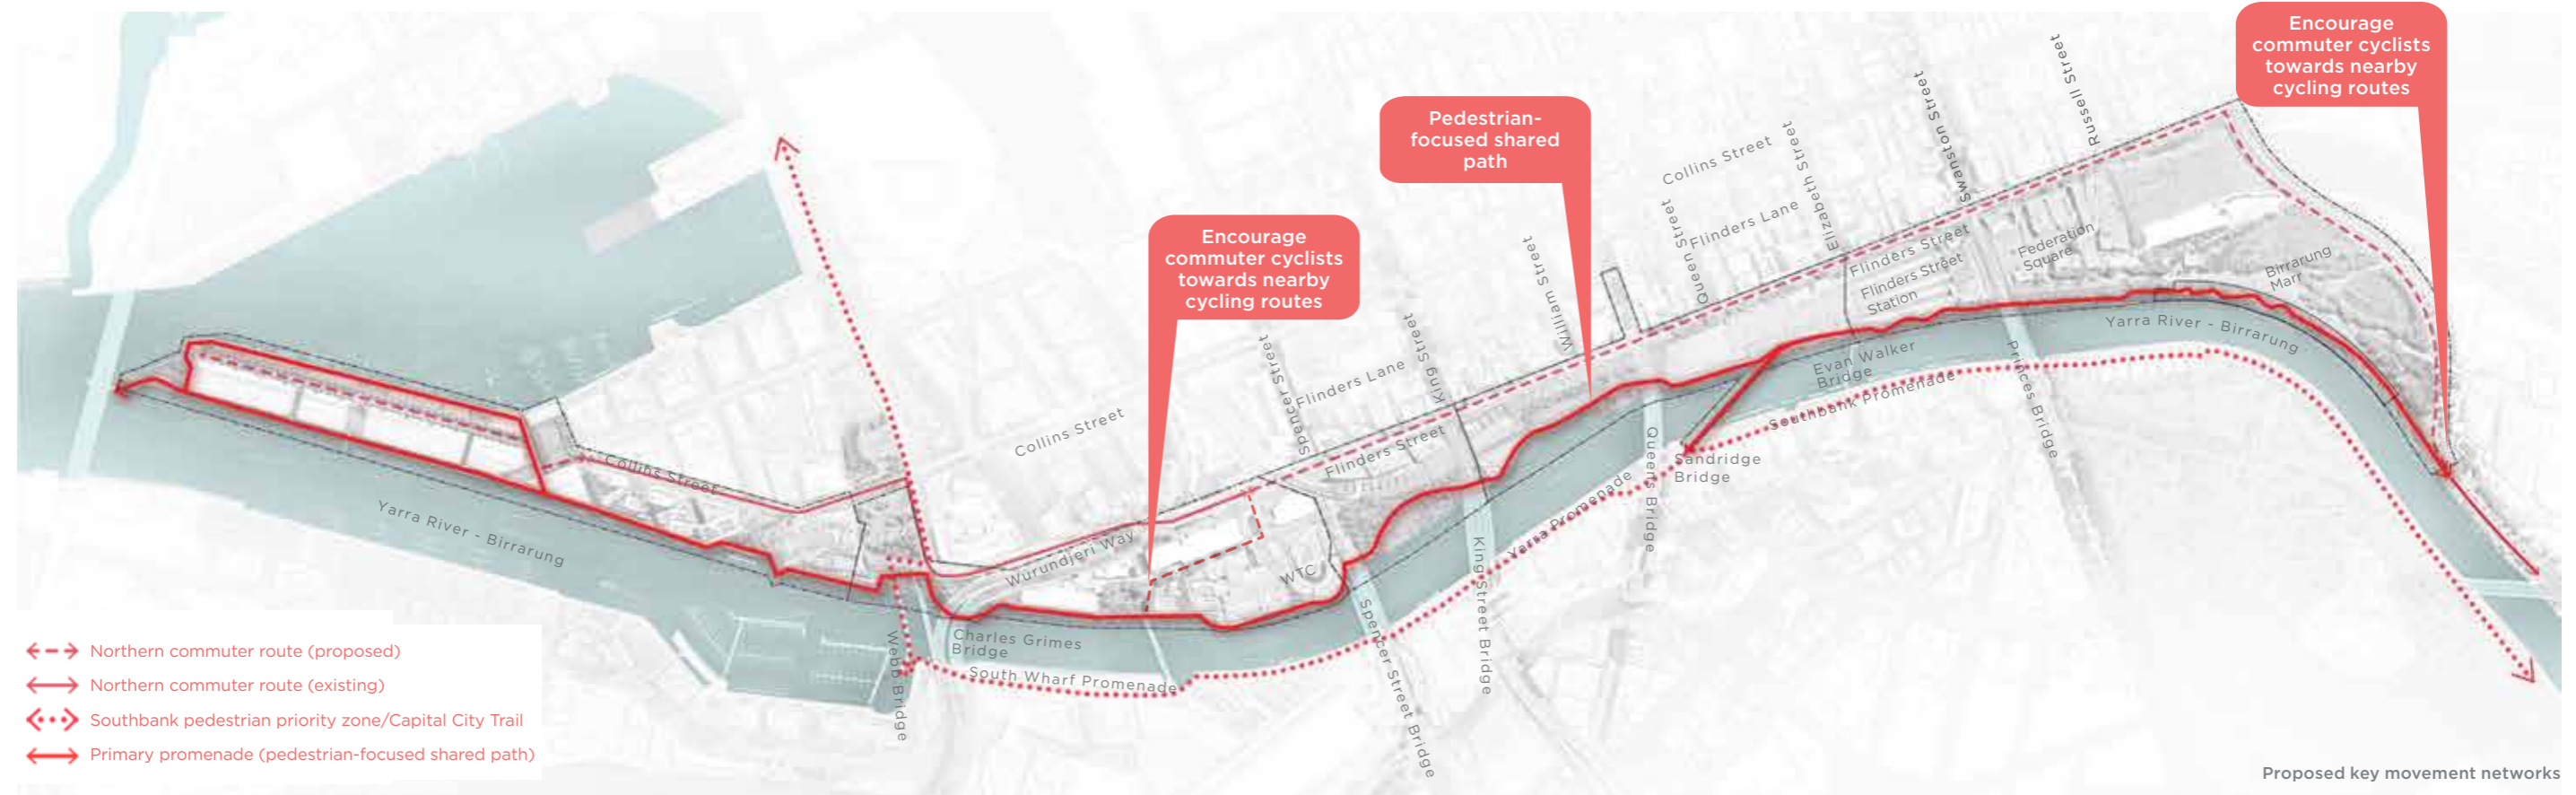 Encourage
commuter cyclists
towards nearby
cycling routes
Pedestrian-
focused shared
path
Encourage
commuter cyclists
towards nearby
cycling routes
Russell Street
Swanston Street
Elizabeth Street
Collins Street
Queen Street
Flinders Lane
William Street
King Street
Spencer Street
Flinders Lane
Collins Street
Flinders Street
Flinders Street
Flinders Street
Station
Federation
Square
Birrarung
Marr
Yarra River - Birrarung
Evan Walker
Bridge
Princes Bridge
Southbank Promenade
Queens Bridge
Sandridge
Bridge
Yarra Promenade
King Street Bridge
Spencer Street Bridge
WTC
Wurundjeri Way
Collins Street
Yarra River - Birrarung
Charles Grimes
Bridge
Webb Bridge
South Wharf Promenade
Northern commuter route (proposed)
Northern commuter route (existing)
Southbank pedestrian priority zone/Capital City Trail
Primary promenade (pedestrian-focused shared path)
Proposed key movement networks